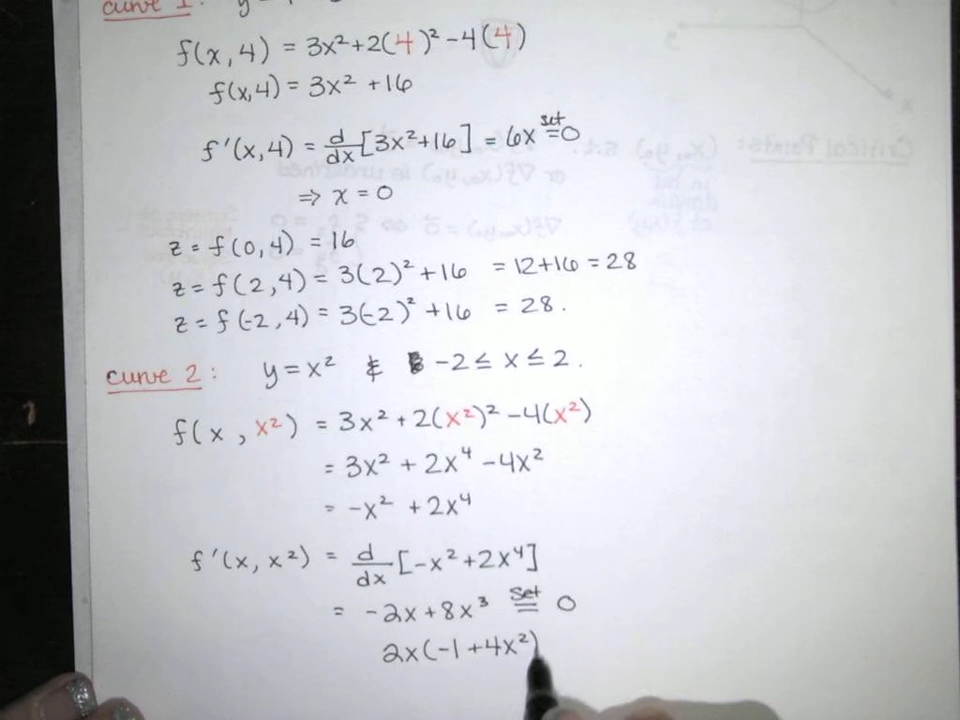 curve 1: y =
f(x, 4) = 3x² + 2(4)² - 4(4)
f(x, 4) = 3x² + 16
f'(x, 4) = d/dx [3x² + 16] = 6x set= 0
⇒ x = 0
z = f(0, 4) = 16
z = f(2, 4) = 3(2)² + 16 = 12 + 16 = 28
z = f(-2, 4) = 3(-2)² + 16 = 28.
curve 2: y = x² & -2 ≤ x ≤ 2.
f(x, x²) = 3x² + 2(x²)² - 4(x²)
= 3x² + 2x⁴ - 4x²
= -x² + 2x⁴
f'(x, x²) = d/dx [-x² + 2x⁴]
= -2x + 8x³ set= 0
2x(-1 + 4x²)